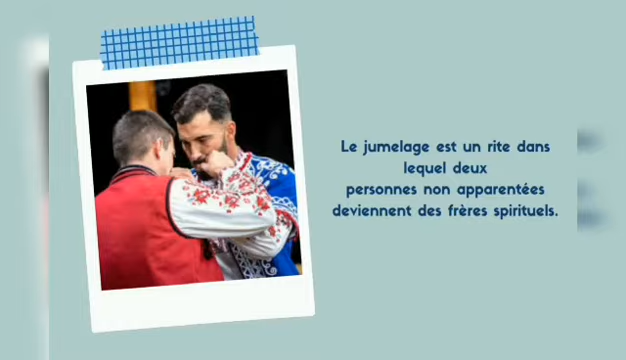 Le jumelage est un rite dans
lequel deux
personnes non apparentées
deviennent des frères spirituels.